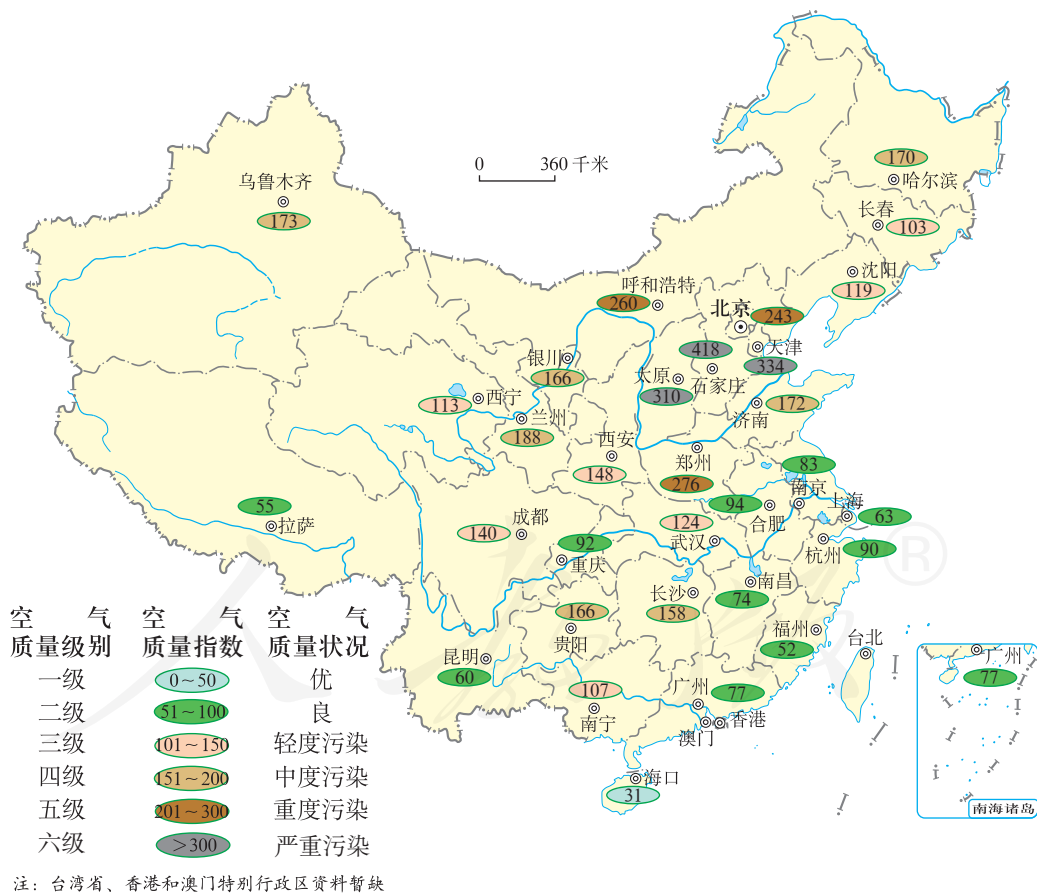 0 360千米
170
哈尔滨
乌鲁木齐
173
长春
103
沈阳
119
呼和浩特
260
北京
243
418
天津
334
银川
166
太原
石家庄
310
西宁
113
兰州
188
济南
172
西安
148
郑州
276
83
南京
94
合肥
上海
63
55
拉萨
成都
140
124
武汉
杭州
90
92
重庆
南昌
74
长沙
158
166
贵阳
福州
52
台北
昆明
60
107
南宁
广州
77
香港
澳门
海口
31
广州
77
南海诸岛
空气质量级别 空气质量指数 空气质量状况
一级 0~50 优
二级 51~100 良
三级 101~150 轻度污染
四级 151~200 中度污染
五级 201~300 重度污染
六级 >300 严重污染
注：台湾省、香港和澳门特别行政区资料暂缺